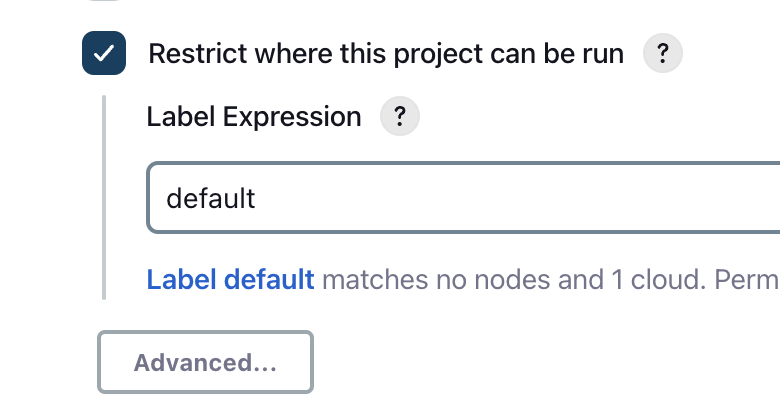 Restrict where this project can be run ?
Label Expression ?
default
Label default matches no nodes and 1 cloud. Perm
Advanced...